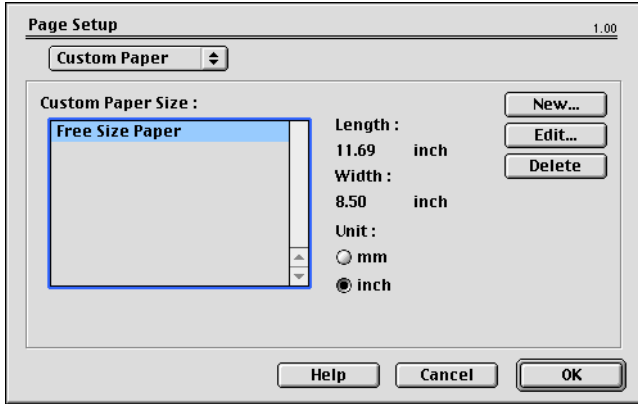 Page Setup
1.00
Custom Paper
Custom Paper Size :
Free Size Paper
Length :
11.69 inch
Width :
8.50 inch
Unit :
mm
inch
New...
Edit...
Delete
Help
Cancel
OK